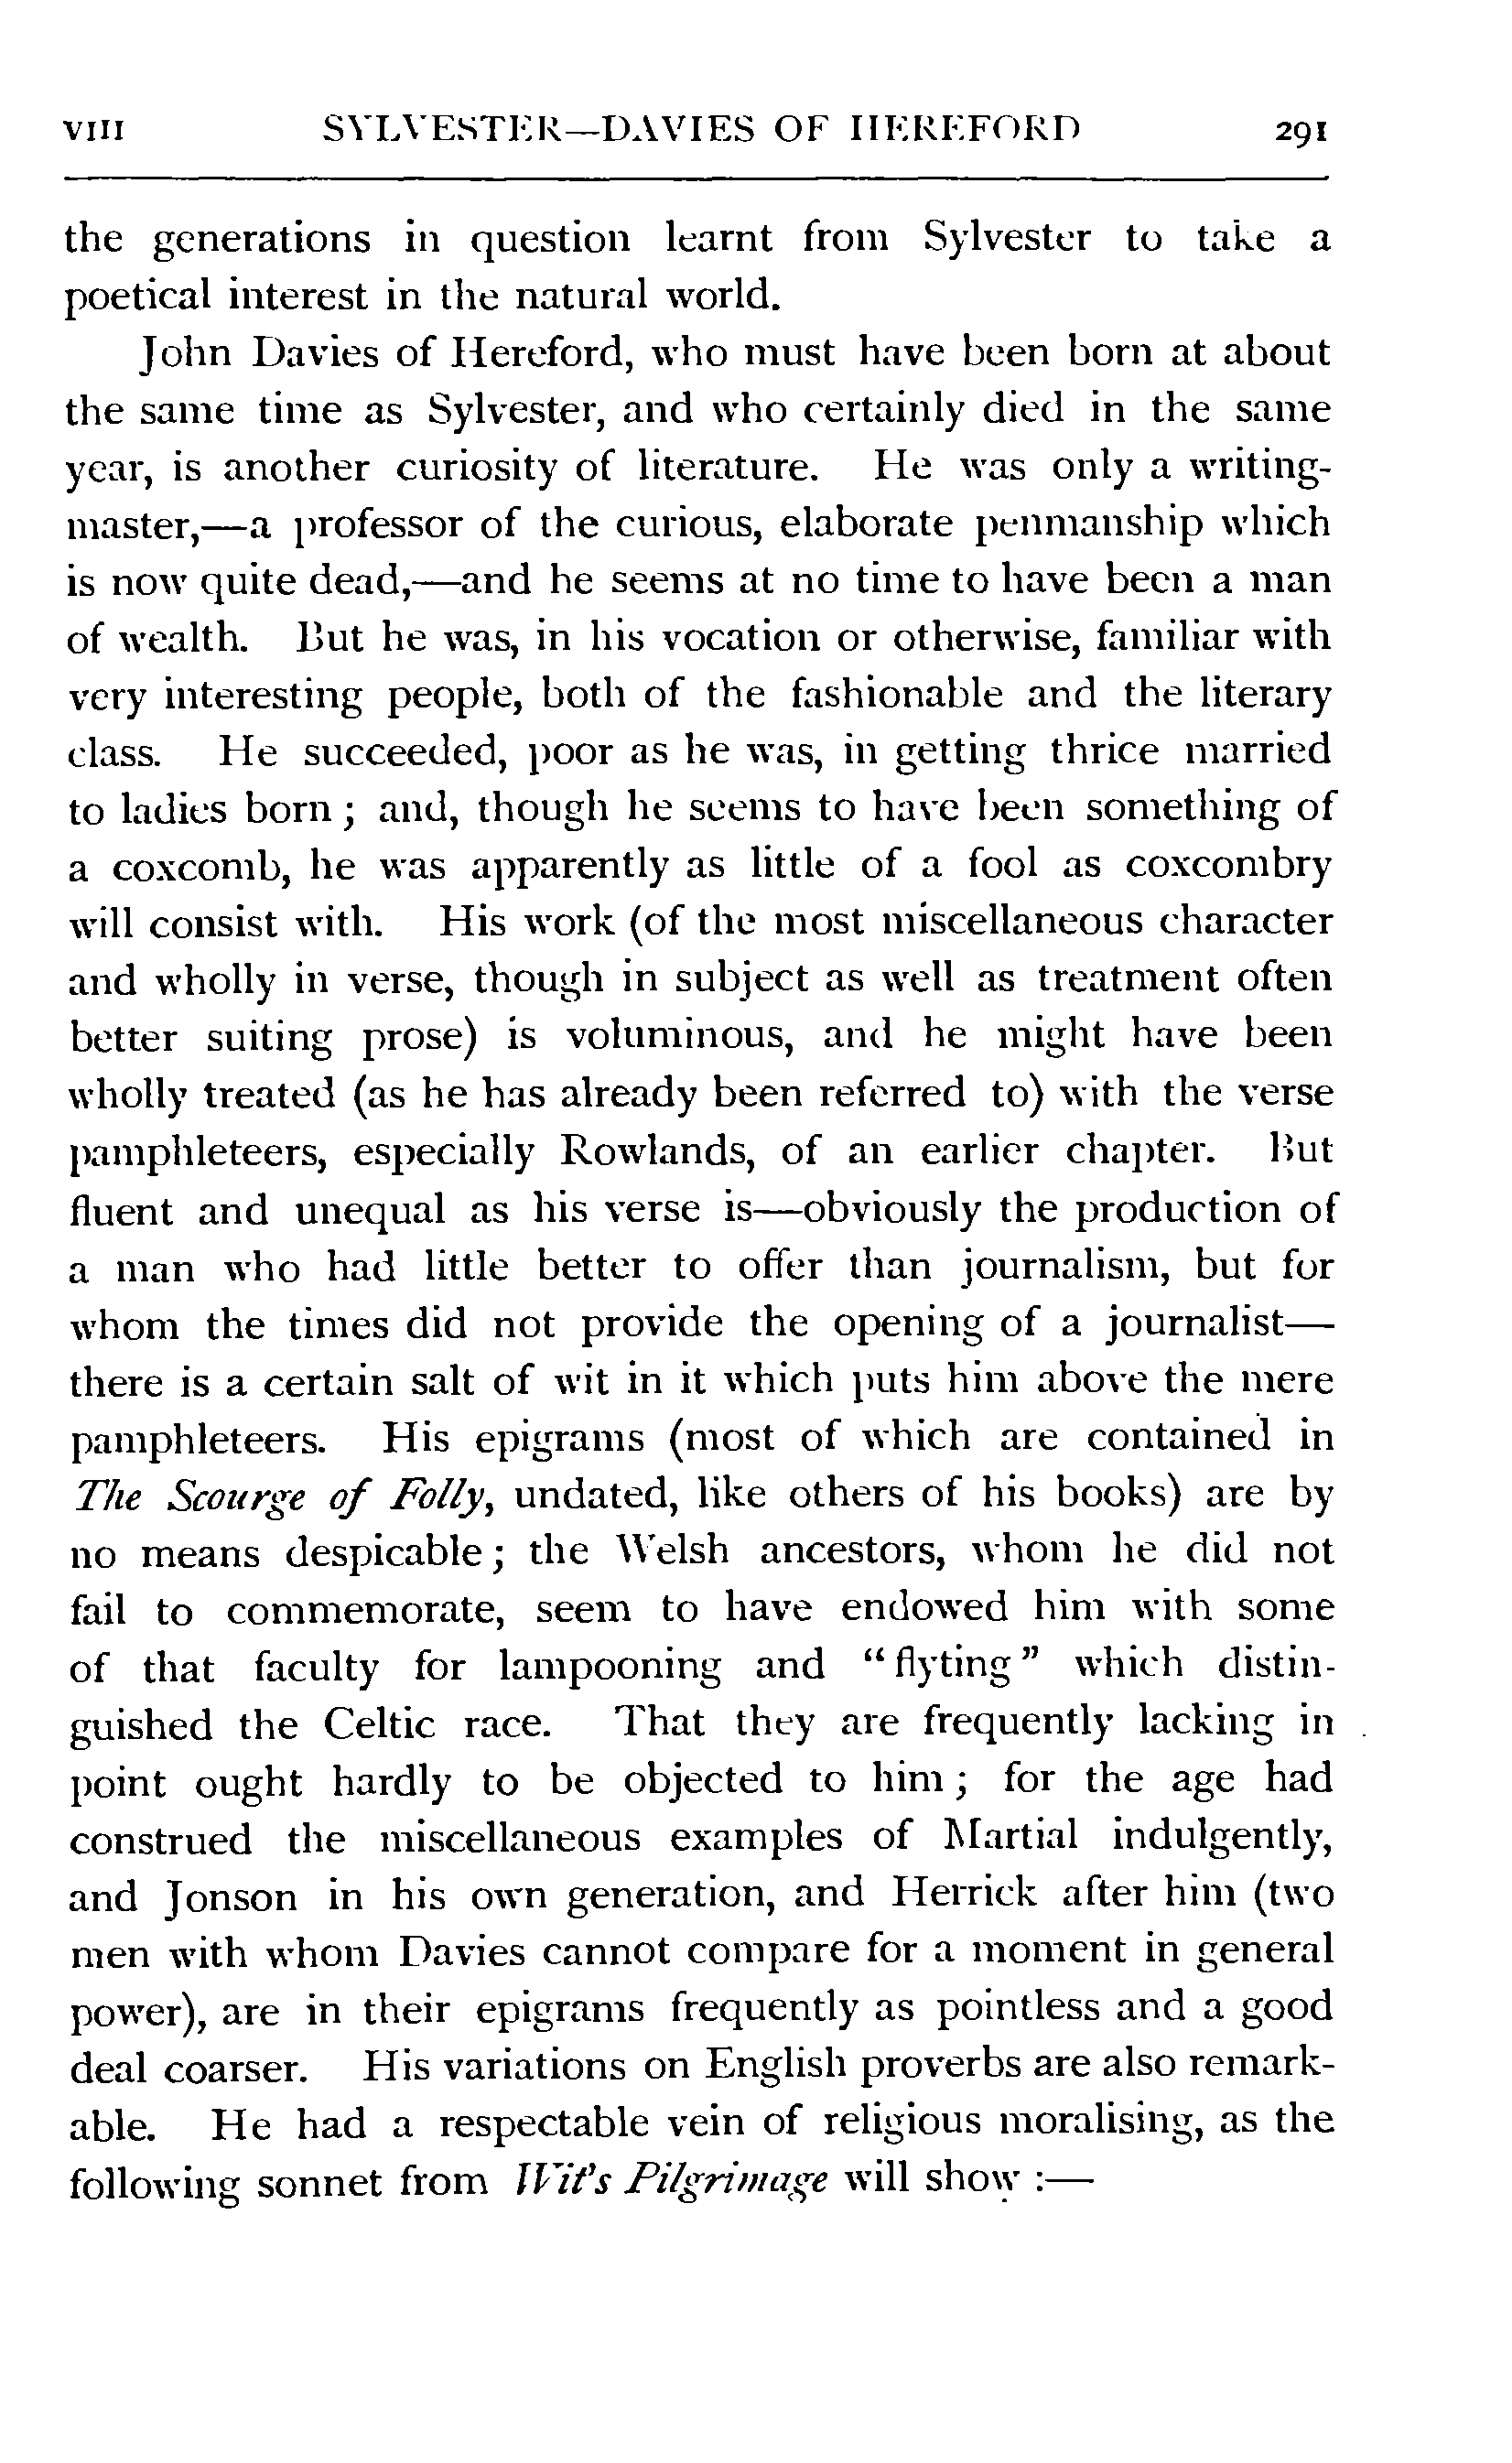 VIII SYLVESTER—DAVIES OF HEREFORD 291
the generations in question learnt from Sylvester to take a
poetical interest in the natural world.
John Davies of Hereford, who must have been born at about
the same time as Sylvester, and who certainly died in the same
year, is another curiosity of literature. He was only a writing-
master,—a professor of the curious, elaborate penmanship which
is now quite dead,—and he seems at no time to have been a man
of wealth. But he was, in his vocation or otherwise, familiar with
very interesting people, both of the fashionable and the literary
class. He succeeded, poor as he was, in getting thrice married
to ladies born; and, though he seems to have been something of
a coxcomb, he was apparently as little of a fool as coxcombry
will consist with. His work (of the most miscellaneous character
and wholly in verse, though in subject as well as treatment often
better suiting prose) is voluminous, and he might have been
wholly treated (as he has already been referred to) with the verse
pamphleteers, especially Rowlands, of an earlier chapter. But
fluent and unequal as his verse is—obviously the production of
a man who had little better to offer than journalism, but for
whom the times did not provide the opening of a journalist—
there is a certain salt of wit in it which puts him above the mere
pamphleteers. His epigrams (most of which are contained in
The Scourge of Folly, undated, like others of his books) are by
no means despicable; the Welsh ancestors, whom he did not
fail to commemorate, seem to have endowed him with some
of that faculty for lampooning and "flyting" which distin-
guished the Celtic race. That they are frequently lacking in
point ought hardly to be objected to him; for the age had
construed the miscellaneous examples of Martial indulgently,
and Jonson in his own generation, and Herrick after him (two
men with whom Davies cannot compare for a moment in general
power), are in their epigrams frequently as pointless and a good
deal coarser. His variations on English proverbs are also remark-
able. He had a respectable vein of religious moralising, as the
following sonnet from Wit's Pilgrimage will show :—